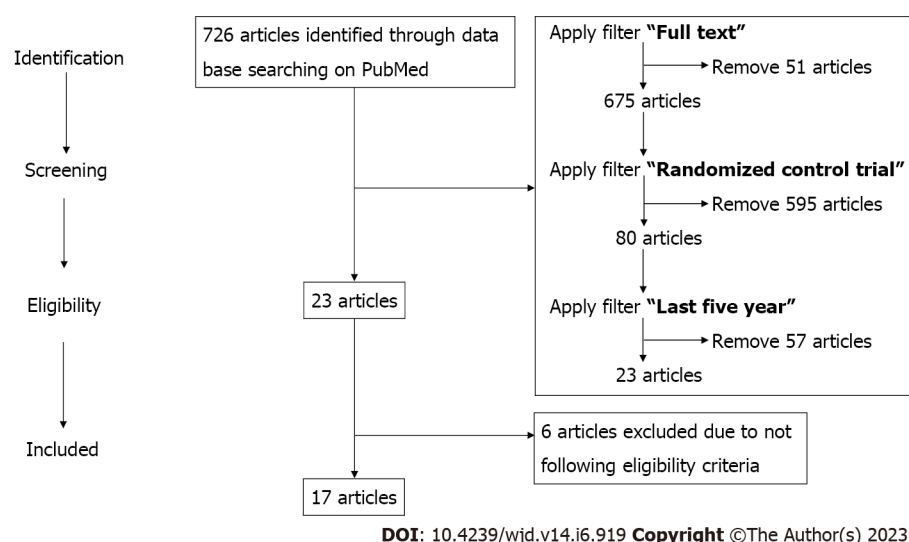 Identification
Screening
Eligibility
Included
726 articles identified through data
base searching on PubMed
23 articles
17 articles
Apply filter “Full text”
Remove 51 articles
675 articles
Apply filter “Randomized control trial”
Remove 595 articles
80 articles
Apply filter “Last five year”
Remove 57 articles
23 articles
6 articles excluded due to not
following eligibility criteria
DOI: 10.4239/wjd.v14.i6.919 Copyright ©The Author(s) 2023